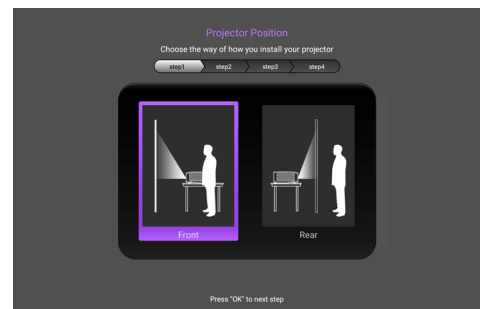 Projector Position
Choose the way of how you install your projector
step1 step2 step3 step4
Front Rear
Press "OK" to next step